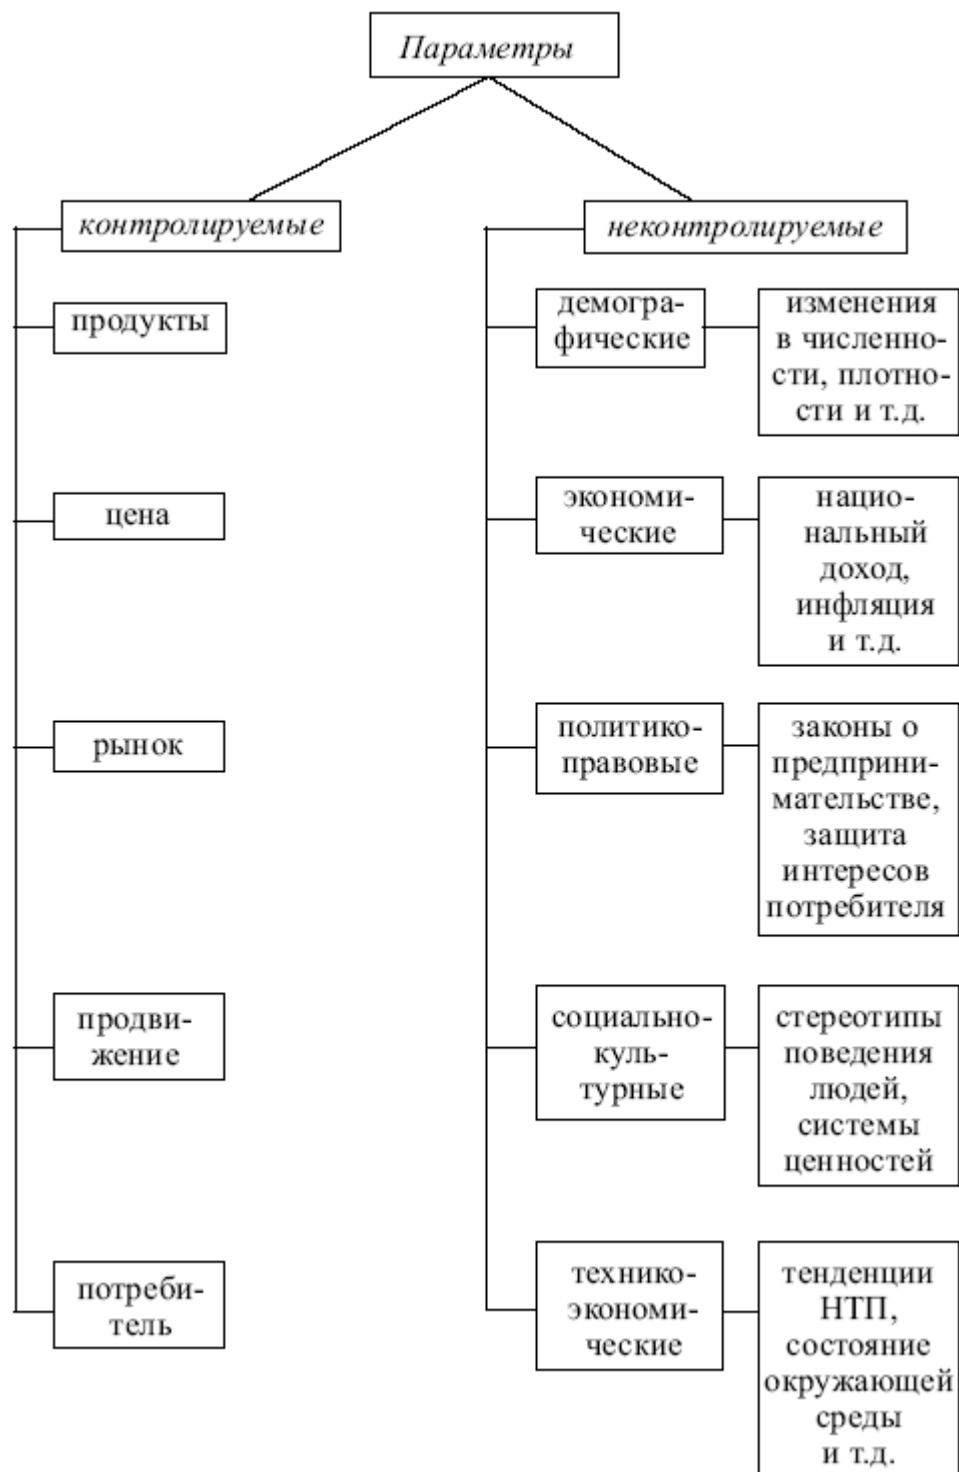 Параметры
контролируемые
продукты
цена
рынок
продви-
жение
потреби-
тель
неконтролируемые
демогра-
фические
изменения
в численно-
сти, плотно-
сти и т.д.
экономи-
ческие
нацио-
нальный
доход,
инфляция
и т.д.
политико-
правовые
законы о
предприни-
мательстве,
защита
интересов
потребителя
социально-
куль-
турные
стереотипы
поведения
людей,
системы
ценностей
технико-
экономи-
ческие
тенденции
НТП,
состояние
окружающей
среды
и т.д.